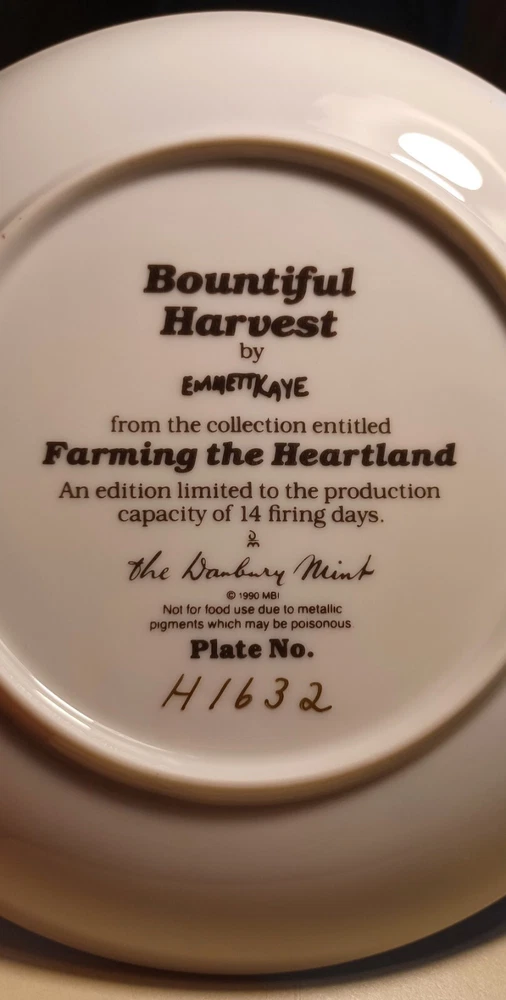 Bountiful
Harvest
by
EMMETT KAYE
from the collection entitled
Farming the Heartland
An edition limited to the production
capacity of 14 firing days.
D
M
the Danbury Mint
© 1990 MBI
Not for food use due to metallic
pigments which may be poisonous
Plate No.
H1632